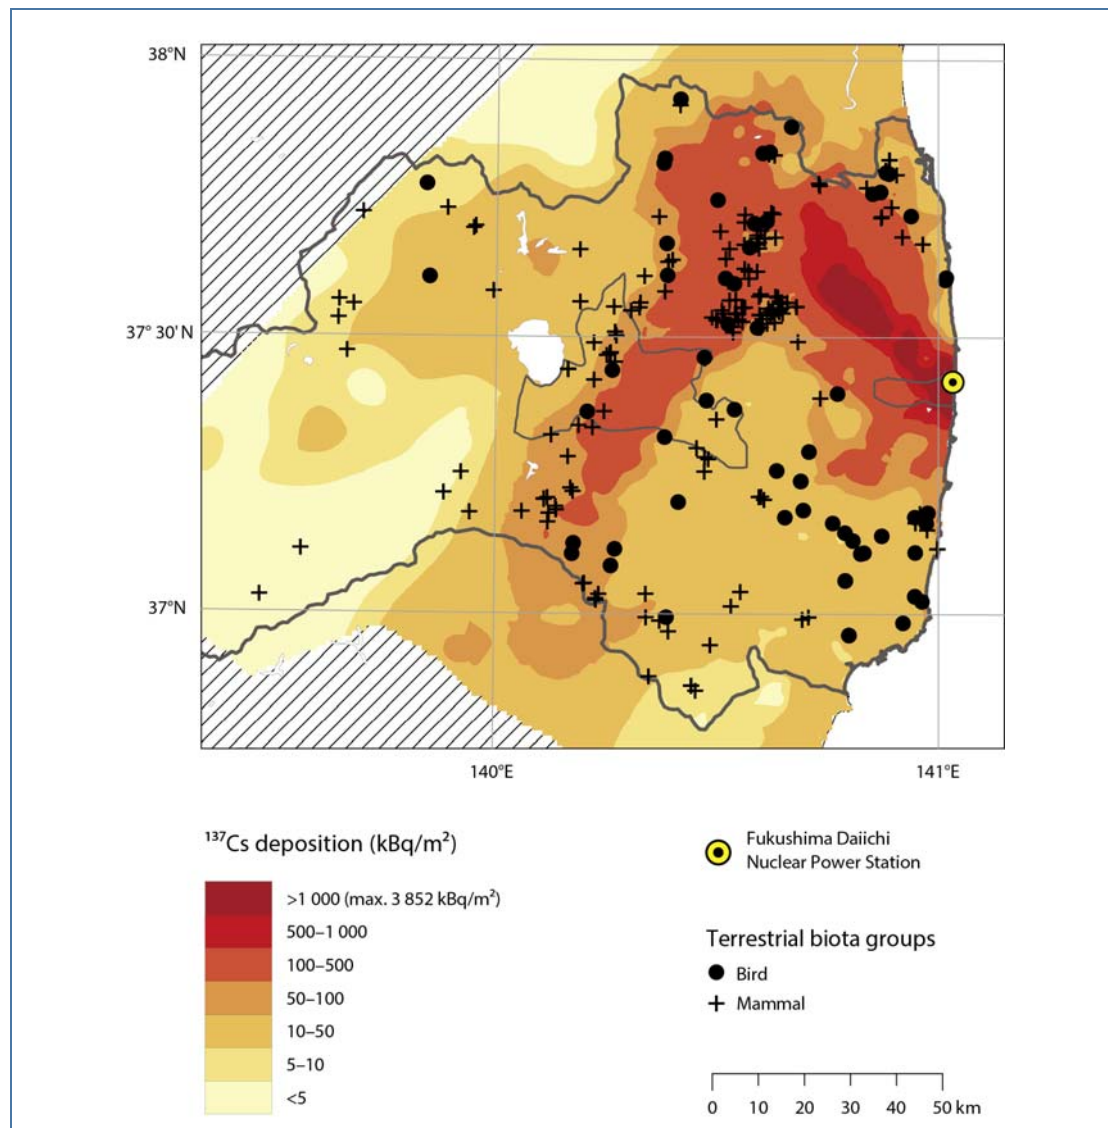 38°N
37° 30′ N
37°N
140°E
141°E
¹³⁷Cs deposition (kBq/m²)
>1 000 (max. 3 852 kBq/m²)
500–1 000
100–500
50–100
10–50
5–10
<5
Fukushima Daiichi
Nuclear Power Station
Terrestrial biota groups
Bird
Mammal
0 10 20 30 40 50 km